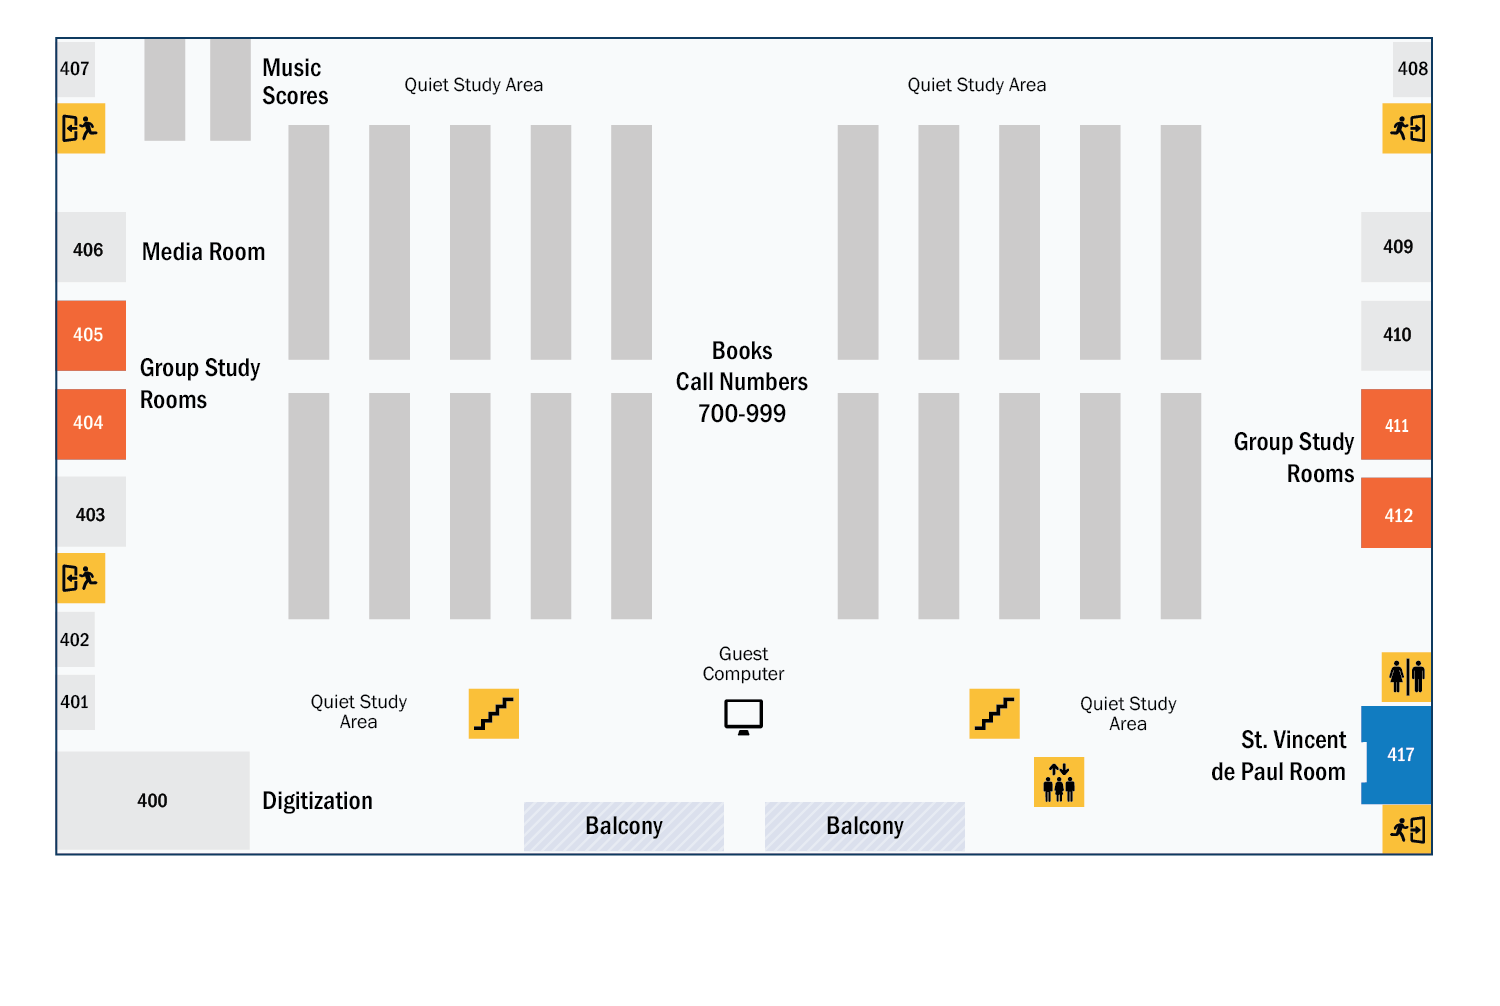 407
Music
Scores
Quiet Study Area
Quiet Study Area
408
406
Media Room
409
405
410
Group Study
Rooms
404
Books
Call Numbers
700-999
411
Group Study
Rooms
403
412
402
Guest
Computer
401
Quiet Study
Area
Quiet Study
Area
St. Vincent
de Paul Room
417
400
Digitization
Balcony
Balcony